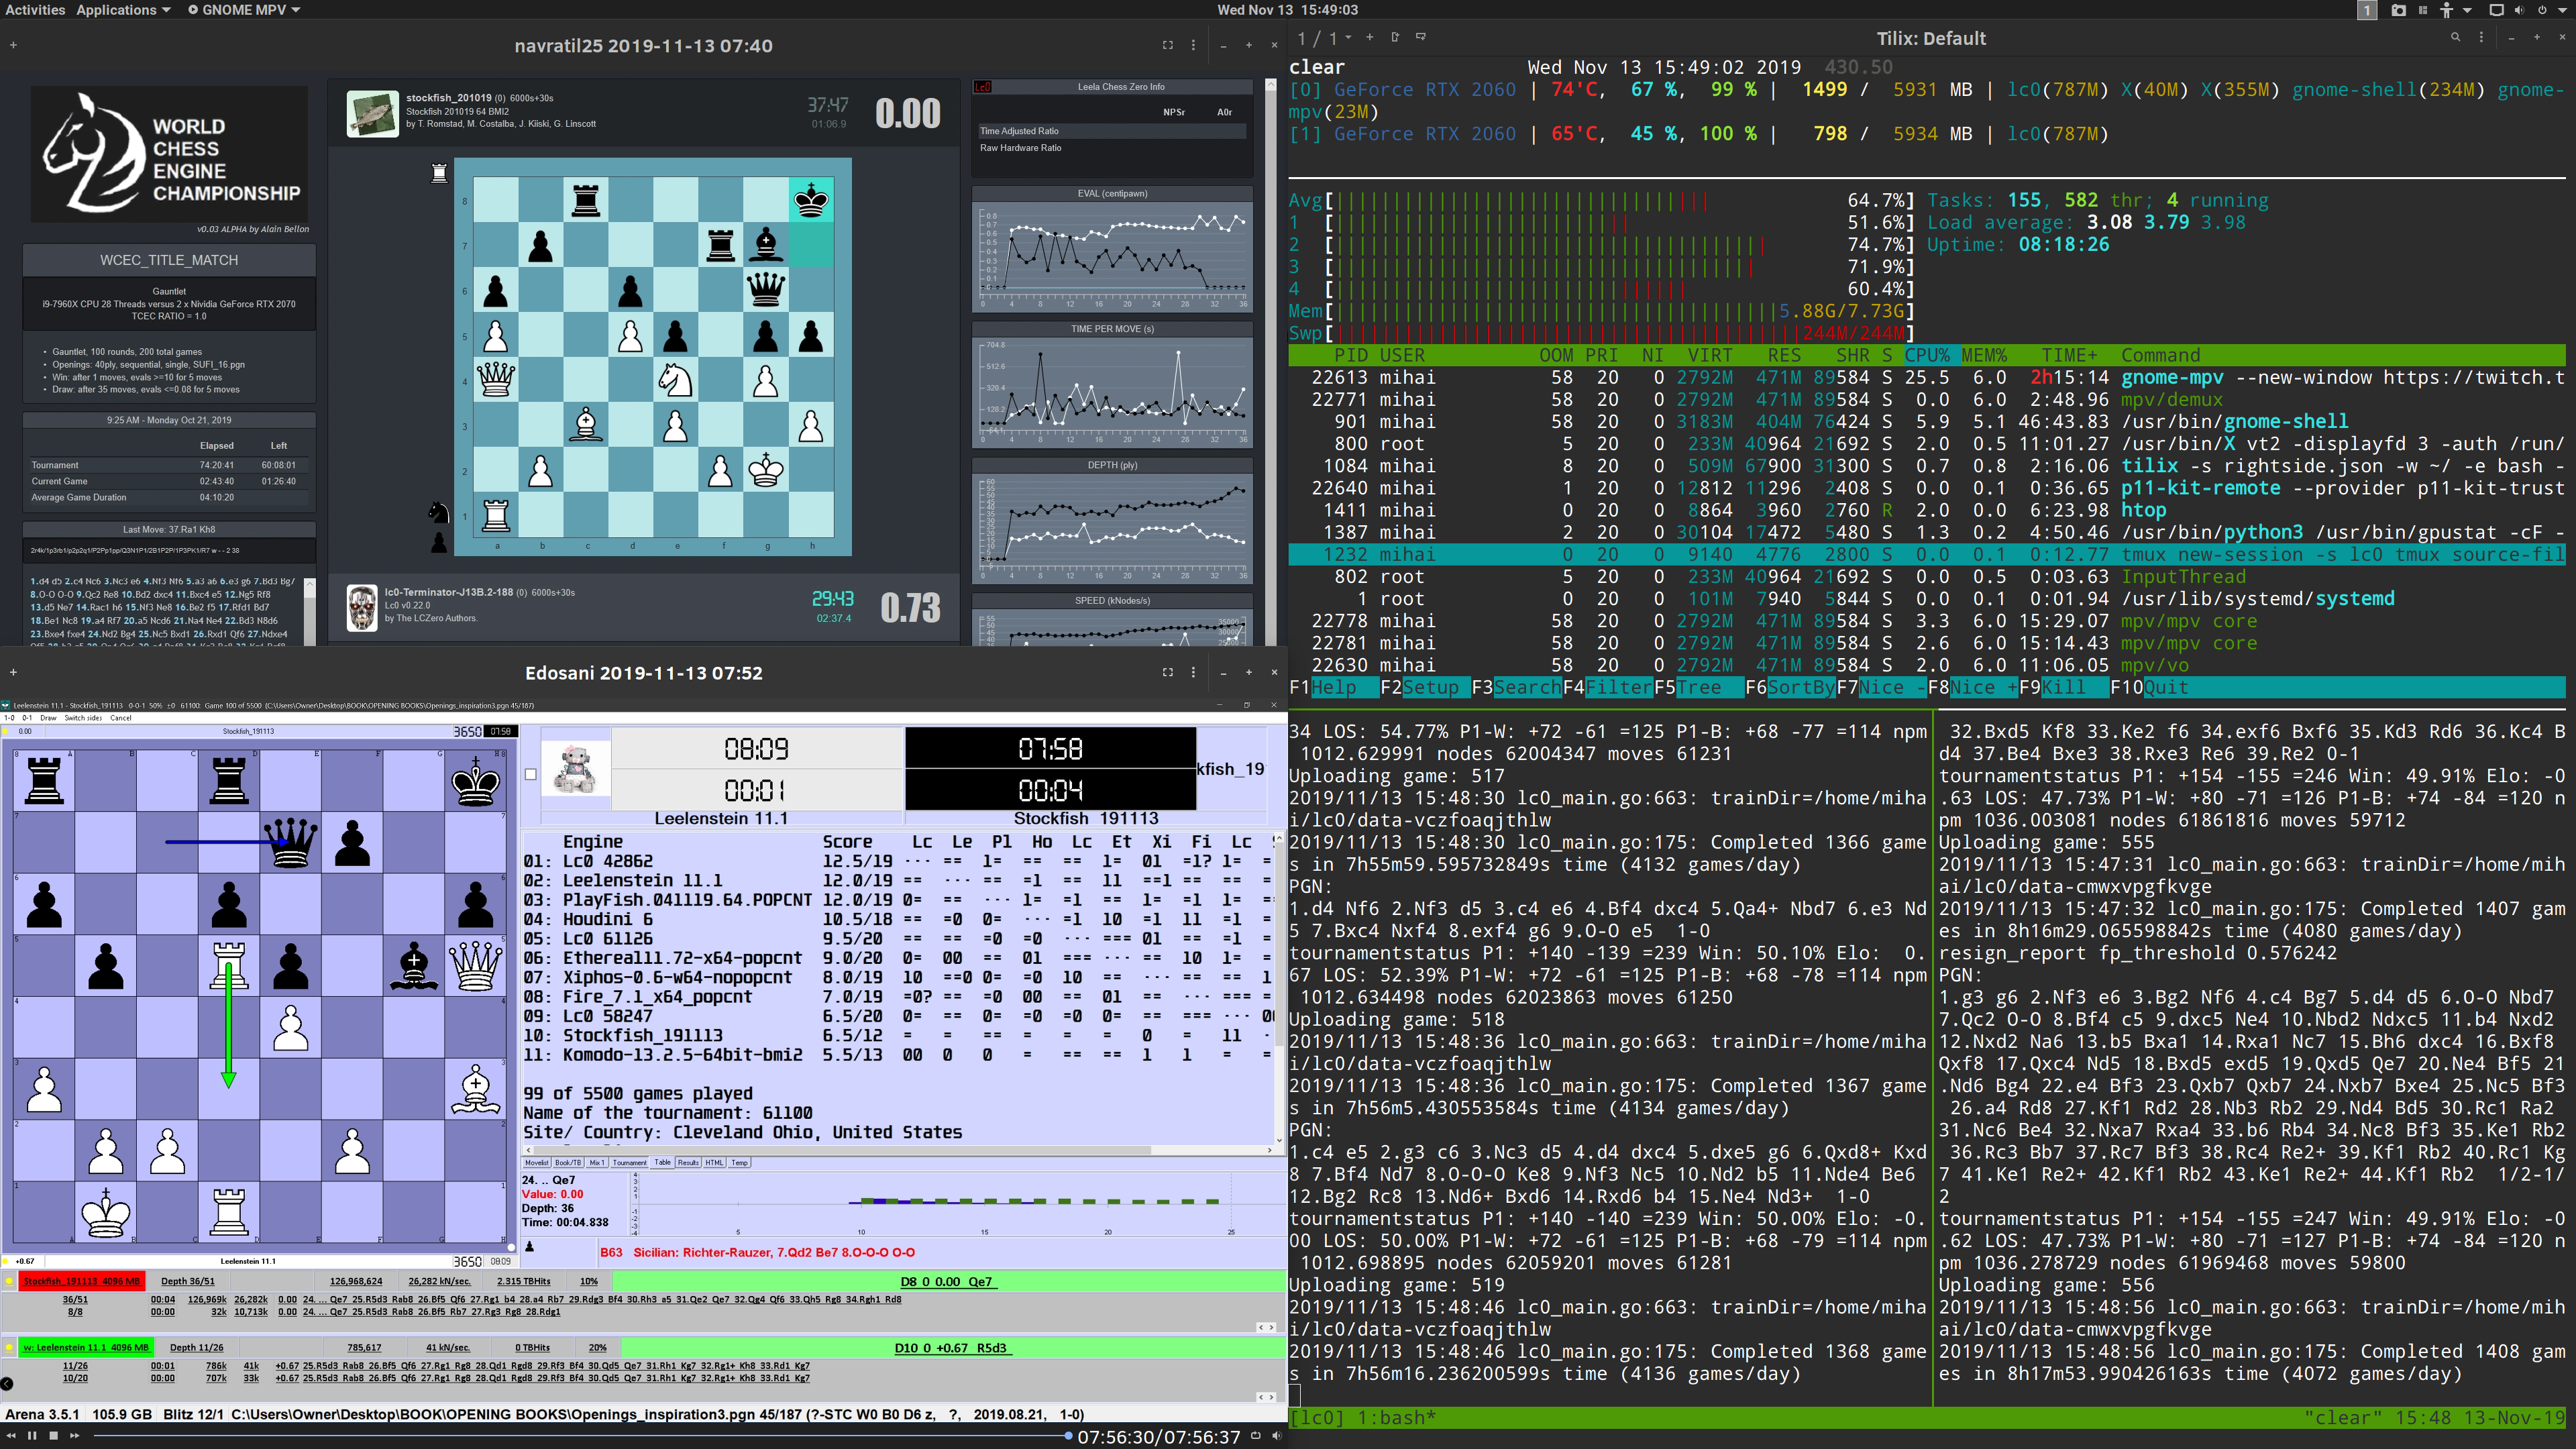 Activities Applications GNOME MPV Wed Nov 13 15:49:03 1
navratil25 2019-11-13 07:40
WORLD
CHESS
ENGINE
CHAMPIONSHIP
v0.03 ALPHA by Alain Bellon
WCEC_TITLE_MATCH
Gauntlet
i9-7960X CPU 28 Threads versus 2 x Nvidia GeForce RTX 2070
TCEC RATIO = 1.0
Gauntlet, 100 rounds, 200 total games
Openings: 40ply, sequential, single, SUFI_16.pgn
Win: after 1 moves, evals >=10 for 5 moves
Draw: after 35 moves, evals <=0.08 for 5 moves
9:25 AM - Monday Oct 21, 2019
Elapsed Left
Tournament 74:20:41 60:08:01
Current Game 02:43:40 01:26:40
Average Game Duration 04:10:20
Last Move: 37.Ra1 Kh8
2r4k/1p3rb1/p2p2q1/P2Pp1pp/Q3N1P1/2B1P2P/1P3PK1/R7 w - - 2 38
1.d4 d5 2.c4 Nc6 3.Nc3 e6 4.Nf3 Nf6 5.a3 a6 6.e3 g6 7.Bd3 Bg7
8.O-O O-O 9.Qc2 Re8 10.Bd2 dxc4 11.Bxc4 e5 12.Ng5 Rf8
13.d5 Ne7 14.Rac1 h6 15.Nf3 Ne8 16.Be2 f5 17.Rfd1 Bd7
18.Be1 Nc8 19.a4 Rf7 20.a5 Ncd6 21.Na4 Ne4 22.Bd3 N8d6
23.Bxe4 fxe4 24.Nd2 Bg4 25.Nc5 Bxd1 26.Rxd1 Qf6 27.Ndxe4
stockfish_201019 (0) 6000s+30s
Stockfish 201019 64 BMI2
by T. Romstad, M. Costalba, J. Kiiski, G. Linscott
37:47
01:06.9
0.00
8
7
6
5
4
3
2
1
a b c d e f g h
lc0-Terminator-J13B.2-188 (0) 6000s+30s
Lc0 v0.22.0
by The LCZero Authors.
29:43
02:37.4
0.73
Lc0 Leela Chess Zero Info
NPSr A0r
Time Adjusted Ratio
Raw Hardware Ratio
EVAL (centipawn)
TIME PER MOVE (s)
DEPTH (ply)
SPEED (kNodes/s)
Edosani 2019-11-13 07:52
Leelenstein 11.1 - Stockfish_191113 0-0-1 50% ±0 61100: Game 100 of 5500 (C:\Users\Owner\Desktop\BOOK\OPENING BOOKS\Openings_inspiration3.pgn 45/187)
1-0 0-1 Draw Switch sides Cancel
0.00 Stockfish_191113 3650 07:58
+0.67 Leelenstein 11.1 3650 08:09
08:09 07:58
00:01 00:04
kfish_19
Leelenstein 11.1 Stockfish_191113
Engine Score Lc Le Pl Ho Lc Et Xi Fi Lc
01: Lc0 42862 12.5/19 ··· == 1= == == 1= 01 =1? 1= =
02: Leelenstein 11.1 12.0/19 == ··· == =1 == 11 ==1 == == =
03: PlayFish.041119.64.POPCNT 12.0/19 0= == ··· 1= =1 == 1= =1 1= =
04: Houdini 6 10.5/18 == =0 0= ··· =1 10 =1 11 =1 =
05: Lc0 61126 9.5/20 == == =0 =0 ··· === 01 == =1 =
06: Ethereal11.72-x64-popcnt 9.0/20 0= 00 == 01 === ··· == 10 1= =
07: Xiphos-0.6-w64-nopopcnt 8.0/19 10 ==0 0= =0 10 == ··· == == 1
08: Fire_7.1_x64_popcnt 7.0/19 =0? == =0 00 == 01 == ··· === =
09: Lc0 58247 6.5/20 0= == 0= =0 =0 0= == === ··· 00
10: Stockfish_191113 6.5/12 = = = = = = 0 = 11 -
11: Komodo-13.2.5-64bit-bmi2 5.5/13 00 0 0 = == == 1 1 = =
99 of 5500 games played
Name of the tournament: 61100
Site/ Country: Cleveland Ohio, United States
Movelist Book/TB Mix 1 Tournament Table Results HTML Temp
24. .. Qe7
Value: 0.00
Depth: 36
Time: 00:04.838
5 10 15 20 25
B63 Sicilian: Richter-Rauzer, 7.Qd2 Be7 8.O-O-O O-O
Stockfish_191113 4096 MB Depth 36/51 126,968,624 26,282 kN/sec. 2.315 TBHits 10% D8 0 0.00 Qe7
36/51 00:04 126,969k 26,282k 0.00 24. ... Qe7 25.R5d3 Rab8 26.Bf5 Qf6 27.Rg1 b4 28.a4 Rb7 29.Rdg3 Bf4 30.Rh3 a5 31.Qe2 Qe7 32.Qg4 Qf6 33.Qh5 Rg8 34.Rgh1 Rd8
8/8 00:00 32k 10,713k 0.00 24. ... Qe7 25.R5d3 Rab8 26.Bf5 Rb7 27.Rg3 Rg8 28.Rdg1
w: Leelenstein 11.1 4096 MB Depth 11/26 785,617 41 kN/sec. 0 TBHits 20% D10 0 +0.67 R5d3
11/26 00:01 786k 41k +0.67 25.R5d3 Rab8 26.Bf5 Qf6 27.Rg1 Rg8 28.Qd1 Rgd8 29.Rf3 Bf4 30.Qd5 Qe7 31.Rh1 Kg7 32.Rg1+ Kh8 33.Rd1 Kg7
10/20 00:00 707k 33k +0.67 25.R5d3 Rab8 26.Bf5 Qf6 27.Rg1 Rg8 28.Qd1 Rgd8 29.Rf3 Bf4 30.Qd5 Qe7 31.Rh1 Kg7 32.Rg1+ Kh8 33.Rd1 Kg7
Arena 3.5.1 105.9 GB Blitz 12/1 C:\Users\Owner\Desktop\BOOK\OPENING BOOKS\Openings_inspiration3.pgn 45/187 (?-STC W0 B0 D6 z, ?, 2019.08.21, 1-0)
07:56:30/07:56:37
1 / 1 Tilix: Default
clear Wed Nov 13 15:49:02 2019 430.50
[0] GeForce RTX 2060 | 74'C, 67 %, 99 % | 1499 / 5931 MB | lc0(787M) X(40M) X(355M) gnome-shell(234M) gnome-
mpv(23M)
[1] GeForce RTX 2060 | 65'C, 45 %, 100 % | 798 / 5934 MB | lc0(787M)
Avg[ 64.7%] Tasks: 155, 582 thr; 4 running
1 [ 51.6%] Load average: 3.08 3.79 3.98
2 [ 74.7%] Uptime: 08:18:26
3 [ 71.9%]
4 [ 60.4%]
Mem[ 5.88G/7.73G]
Swp[ 244M/244M]
PID USER OOM PRI NI VIRT RES SHR S CPU% MEM% TIME+ Command
22613 mihai 58 20 0 2792M 471M 89584 S 25.5 6.0 2h15:14 gnome-mpv --new-window https://twitch.t
22771 mihai 58 20 0 2792M 471M 89584 S 0.0 6.0 2:48.96 mpv/demux
901 mihai 58 20 0 3183M 404M 76424 S 5.9 5.1 46:43.83 /usr/bin/gnome-shell
800 root 5 20 0 233M 40964 21692 S 2.0 0.5 11:01.27 /usr/bin/X vt2 -displayfd 3 -auth /run/
1084 mihai 8 20 0 509M 67900 31300 S 0.7 0.8 2:16.06 tilix -s rightside.json -w ~/ -e bash -
22640 mihai 1 20 0 12812 11296 2408 S 0.0 0.1 0:36.65 p11-kit-remote --provider p11-kit-trust
1411 mihai 0 20 0 8864 3960 2760 R 2.0 0.0 6:23.98 htop
1387 mihai 2 20 0 30104 17472 5480 S 1.3 0.2 4:50.46 /usr/bin/python3 /usr/bin/gpustat -cF -
1232 mihai 0 20 0 9140 4776 2800 S 0.0 0.1 0:12.77 tmux new-session -s lc0 tmux source-fil
802 root 5 20 0 233M 40964 21692 S 0.0 0.5 0:03.63 InputThread
1 root 0 20 0 101M 7940 5844 S 0.0 0.1 0:01.94 /usr/lib/systemd/systemd
22778 mihai 58 20 0 2792M 471M 89584 S 3.3 6.0 15:29.07 mpv/mpv core
22781 mihai 58 20 0 2792M 471M 89584 S 2.6 6.0 15:14.43 mpv/mpv core
22630 mihai 58 20 0 2792M 471M 89584 S 2.0 6.0 11:06.05 mpv/vo
F1Help F2Setup F3SearchF4FilterF5Tree F6SortByF7Nice -F8Nice +F9Kill F10Quit
34 LOS: 54.77% P1-W: +72 -61 =125 P1-B: +68 -77 =114 npm
1012.629991 nodes 62004347 moves 61231
Uploading game: 517
2019/11/13 15:48:30 lc0_main.go:663: trainDir=/home/miha
i/lc0/data-vczfoaqjthlw
2019/11/13 15:48:30 lc0_main.go:175: Completed 1366 game
s in 7h55m59.595732849s time (4132 games/day)
PGN:
1.d4 Nf6 2.Nf3 d5 3.c4 e6 4.Bf4 dxc4 5.Qa4+ Nbd7 6.e3 Nd
5 7.Bxc4 Nxf4 8.exf4 g6 9.O-O e5 1-0
tournamentstatus P1: +140 -139 =239 Win: 50.10% Elo: 0.
67 LOS: 52.39% P1-W: +72 -61 =125 P1-B: +68 -78 =114 npm
1012.634498 nodes 62023863 moves 61250
Uploading game: 518
2019/11/13 15:48:36 lc0_main.go:663: trainDir=/home/miha
i/lc0/data-vczfoaqjthlw
2019/11/13 15:48:36 lc0_main.go:175: Completed 1367 game
s in 7h56m5.430553584s time (4134 games/day)
PGN:
1.c4 e5 2.g3 c6 3.Nc3 d5 4.d4 dxc4 5.dxe5 g6 6.Qxd8+ Kxd
8 7.Bf4 Nd7 8.O-O-O Ke8 9.Nf3 Nc5 10.Nd2 b5 11.Nde4 Be6
12.Bg2 Rc8 13.Nd6+ Bxd6 14.Rxd6 b4 15.Ne4 Nd3+ 1-0
tournamentstatus P1: +140 -140 =239 Win: 50.00% Elo: -0.
00 LOS: 50.00% P1-W: +72 -61 =125 P1-B: +68 -79 =114 npm
1012.698895 nodes 62059201 moves 61281
Uploading game: 519
2019/11/13 15:48:46 lc0_main.go:663: trainDir=/home/miha
i/lc0/data-vczfoaqjthlw
2019/11/13 15:48:46 lc0_main.go:175: Completed 1368 game
s in 7h56m16.236200599s time (4136 games/day)
32.Bxd5 Kf8 33.Ke2 f6 34.exf6 Bxf6 35.Kd3 Rd6 36.Kc4 B
d4 37.Be4 Bxe3 38.Rxe3 Re6 39.Re2 0-1
tournamentstatus P1: +154 -155 =246 Win: 49.91% Elo: -0
.63 LOS: 47.73% P1-W: +80 -71 =126 P1-B: +74 -84 =120 n
pm 1036.003081 nodes 61861816 moves 59712
Uploading game: 555
2019/11/13 15:47:31 lc0_main.go:663: trainDir=/home/mih
ai/lc0/data-cmwxvpgfkvge
2019/11/13 15:47:32 lc0_main.go:175: Completed 1407 gam
es in 8h16m29.065598842s time (4080 games/day)
resign_report fp_threshold 0.576242
PGN:
1.g3 g6 2.Nf3 e6 3.Bg2 Nf6 4.c4 Bg7 5.d4 d5 6.O-O Nbd7
7.Qc2 O-O 8.Bf4 c5 9.dxc5 Ne4 10.Nbd2 Ndxc5 11.b4 Nxd2
12.Nxd2 Na6 13.b5 Bxa1 14.Rxa1 Nc7 15.Bh6 dxc4 16.Bxf8
Qxf8 17.Qxc4 Nd5 18.Bxd5 exd5 19.Qxd5 Qe7 20.Ne4 Bf5 21
.Nd6 Bg4 22.e4 Bf3 23.Qxb7 Qxb7 24.Nxb7 Bxe4 25.Nc5 Bf3
26.a4 Rd8 27.Kf1 Rd2 28.Nb3 Rb2 29.Nd4 Bd5 30.Rc1 Ra2
31.Nc6 Be4 32.Nxa7 Rxa4 33.b6 Rb4 34.Nc8 Bf3 35.Ke1 Rb2
36.Rc3 Bb7 37.Rc7 Bf3 38.Rc4 Re2+ 39.Kf1 Rb2 40.Rc1 Kg
7 41.Ke1 Re2+ 42.Kf1 Rb2 43.Ke1 Re2+ 44.Kf1 Rb2 1/2-1/
2
tournamentstatus P1: +154 -155 =247 Win: 49.91% Elo: -0
.62 LOS: 47.73% P1-W: +80 -71 =127 P1-B: +74 -84 =120 n
pm 1036.278729 nodes 61969468 moves 59800
Uploading game: 556
2019/11/13 15:48:56 lc0_main.go:663: trainDir=/home/mih
ai/lc0/data-cmwxvpgfkvge
2019/11/13 15:48:56 lc0_main.go:175: Completed 1408 gam
es in 8h17m53.990426163s time (4072 games/day)
[lc0] 1:bash* "clear" 15:48 13-Nov-19